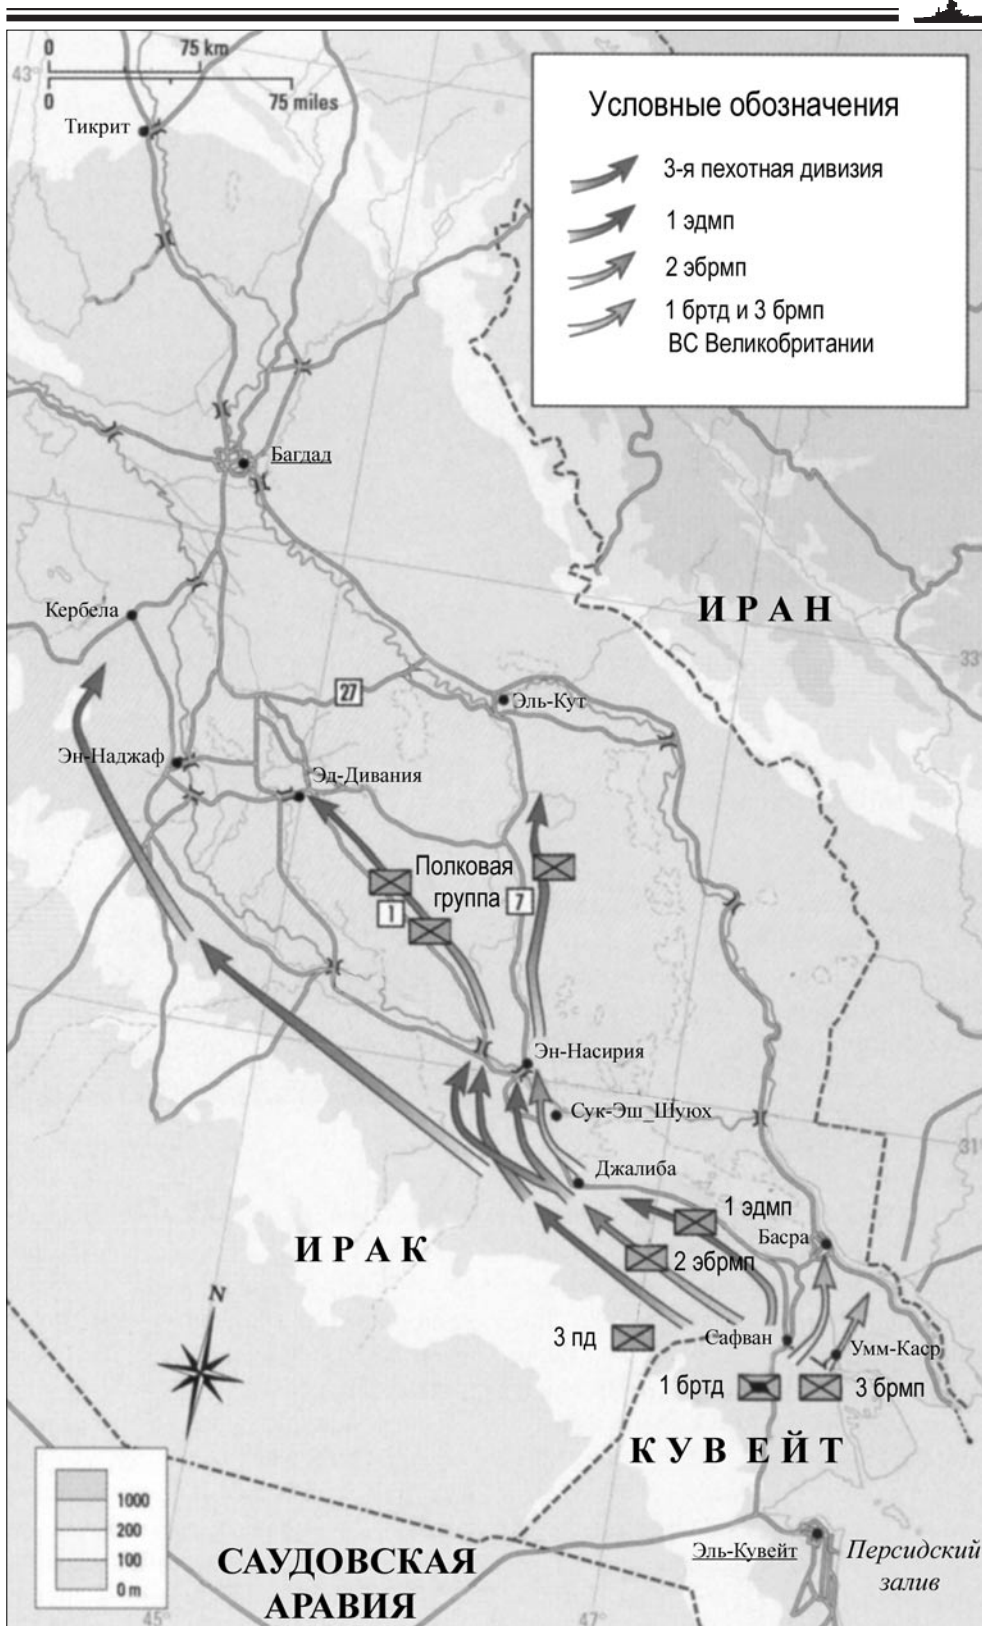 0 75 km
43°
0 75 miles
Тикрит
Условные обозначения
3-я пехотная дивизия
1 эдмп
2 эбрмп
1 бртд и 3 брмп
ВС Великобритании
Багдад
Кербела
ИРАН
33°
27
Эль-Кут
Эн-Наджаф
Эд-Дивания
Полковая
группа
1
7
Эн-Насирия
Сук-Эш_Шуюх
31°
Джалиба
1 эдмп
Басра
ИРАК
2 эбрмп
N
3 пд
Сафван
Умм-Каср
1 бртд
3 брмп
КУВЕЙТ
1000
200
100
0 m
Эль-Кувейт
Персидский
залив
САУДОВСКАЯ
АРАВИЯ
45°
47°